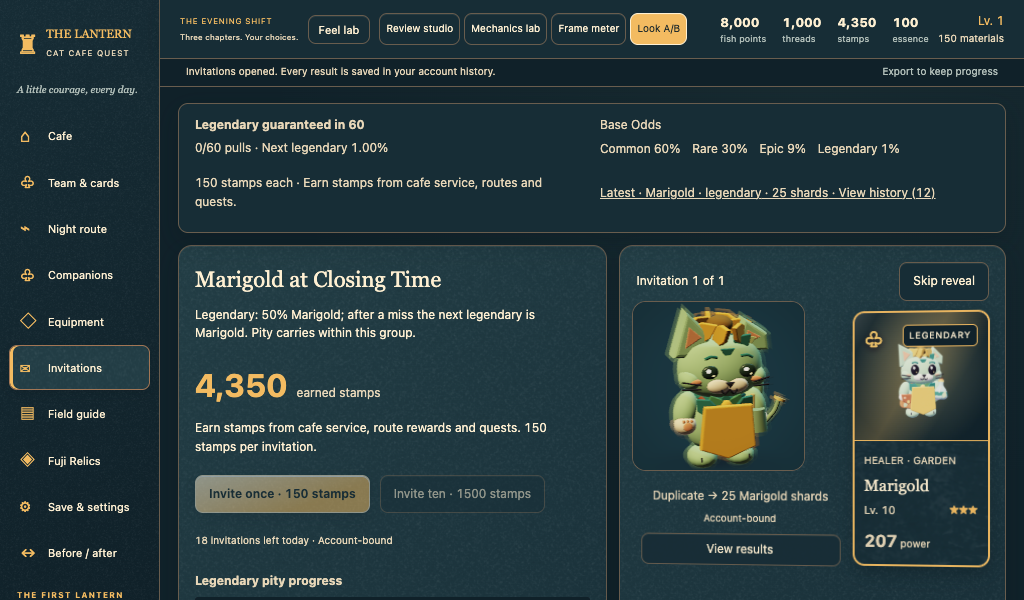 THE LANTERN
CAT CAFE QUEST
A little courage, every day.
Cafe
Team & cards
Night route
Companions
Equipment
Invitations
Field guide
Fuji Relics
Save & settings
Before / after
THE FIRST LANTERN
THE EVENING SHIFT
Three chapters. Your choices.
Feel lab
Review studio
Mechanics lab
Frame meter
Look A/B
8,000
fish points
1,000
threads
4,350
stamps
100
essence
Lv. 1
150 materials
Invitations opened. Every result is saved in your account history.
Export to keep progress
Legendary guaranteed in 60
0/60 pulls · Next legendary 1.00%
150 stamps each · Earn stamps from cafe service, routes and
quests.
Base Odds
Common 60% Rare 30% Epic 9% Legendary 1%
Latest · Marigold · legendary · 25 shards · View history (12)
Marigold at Closing Time
Legendary: 50% Marigold; after a miss the next legendary is
Marigold. Pity carries within this group.
4,350 earned stamps
Earn stamps from cafe service, route rewards and quests. 150
stamps per invitation.
Invite once · 150 stamps
Invite ten · 1500 stamps
18 invitations left today · Account-bound
Legendary pity progress
Invitation 1 of 1
Skip reveal
Duplicate → 25 Marigold shards
Account-bound
View results
LEGENDARY
HEALER · GARDEN
Marigold
Lv. 10
★★★
207 power